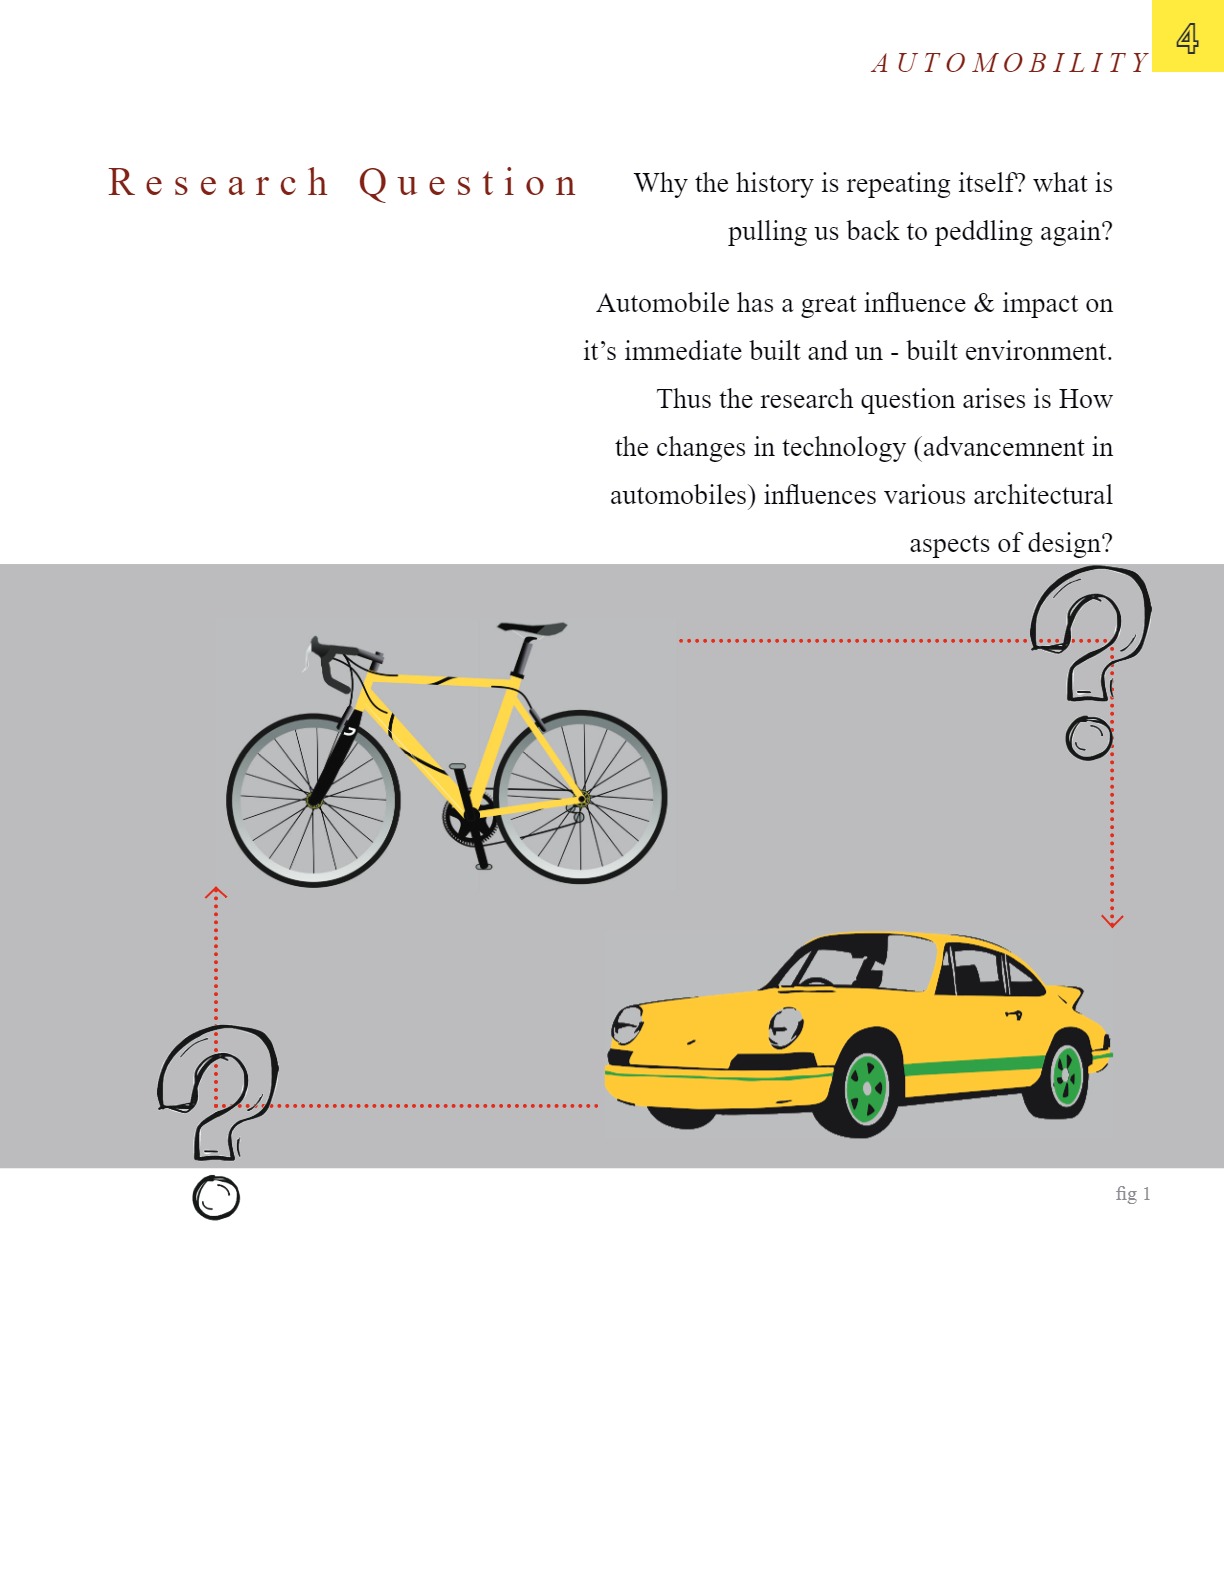 4
AUTOMOBILITY
Research Question
Why the history is repeating itself? what is
pulling us back to peddling again?
Automobile has a great influence & impact on
it’s immediate built and un - built environment.
Thus the research question arises is How
the changes in technology (advancemnent in
automobiles) influences various architectural
aspects of design?
?
?
fig 1